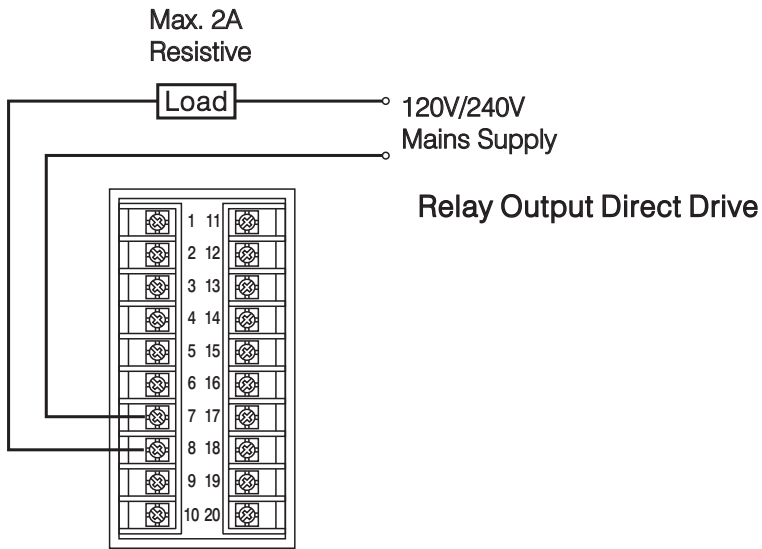 Max. 2A
Resistive
Load
120V/240V
Mains Supply
Relay Output Direct Drive
1 11
2 12
3 13
4 14
5 15
6 16
7 17
8 18
9 19
10 20